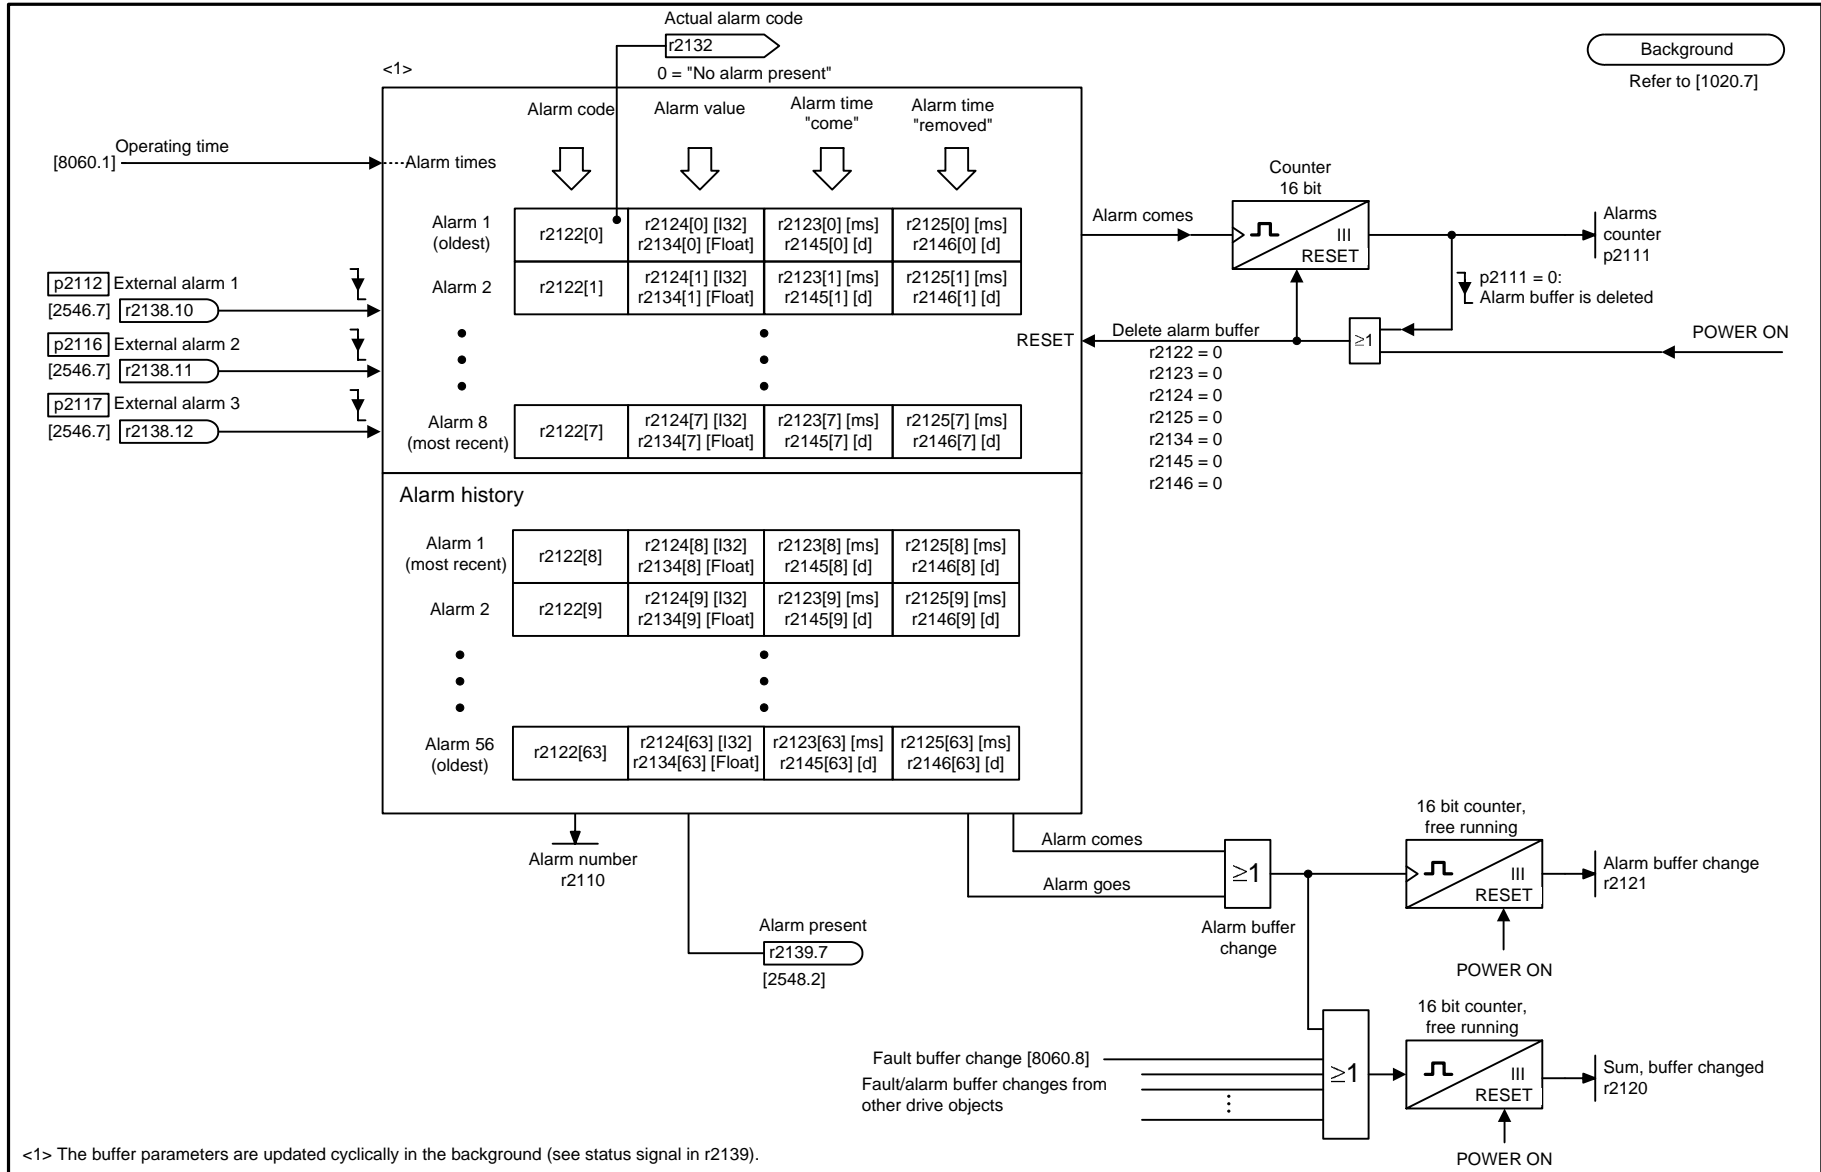 Actual alarm code
r2132
0 = "No alarm present"
Background
Refer to [1020.7]
<1>
Alarm code
Alarm value
Alarm time
"come"
Alarm time
"removed"
Operating time
[8060.1]
Alarm times
Alarm 1
(oldest)
r2122[0]
r2124[0] [I32]
r2134[0] [Float]
r2123[0] [ms]
r2145[0] [d]
r2125[0] [ms]
r2146[0] [d]
Alarm 2
r2122[1]
r2124[1] [I32]
r2134[1] [Float]
r2123[1] [ms]
r2145[1] [d]
r2125[1] [ms]
r2146[1] [d]
Alarm 8
(most recent)
r2122[7]
r2124[7] [I32]
r2134[7] [Float]
r2123[7] [ms]
r2145[7] [d]
r2125[7] [ms]
r2146[7] [d]
p2112 External alarm 1
[2546.7] r2138.10
p2116 External alarm 2
[2546.7] r2138.11
p2117 External alarm 3
[2546.7] r2138.12
Alarm comes
Counter
16 bit
III
RESET
Alarms
counter
p2111
p2111 = 0:
Alarm buffer is deleted
RESET
Delete alarm buffer
≥1
POWER ON
r2122 = 0
r2123 = 0
r2124 = 0
r2125 = 0
r2134 = 0
r2145 = 0
r2146 = 0
Alarm history
Alarm 1
(most recent)
r2122[8]
r2124[8] [I32]
r2134[8] [Float]
r2123[8] [ms]
r2145[8] [d]
r2125[8] [ms]
r2146[8] [d]
Alarm 2
r2122[9]
r2124[9] [I32]
r2134[9] [Float]
r2123[9] [ms]
r2145[9] [d]
r2125[9] [ms]
r2146[9] [d]
Alarm 56
(oldest)
r2122[63]
r2124[63] [I32]
r2134[63] [Float]
r2123[63] [ms]
r2145[63] [d]
r2125[63] [ms]
r2146[63] [d]
Alarm number
r2110
Alarm present
r2139.7
[2548.2]
Alarm comes
Alarm goes
≥1
Alarm buffer
change
16 bit counter,
free running
III
RESET
Alarm buffer change
r2121
POWER ON
Fault buffer change [8060.8]
Fault/alarm buffer changes from
other drive objects
≥1
16 bit counter,
free running
III
RESET
Sum, buffer changed
r2120
POWER ON
<1> The buffer parameters are updated cyclically in the background (see status signal in r2139).